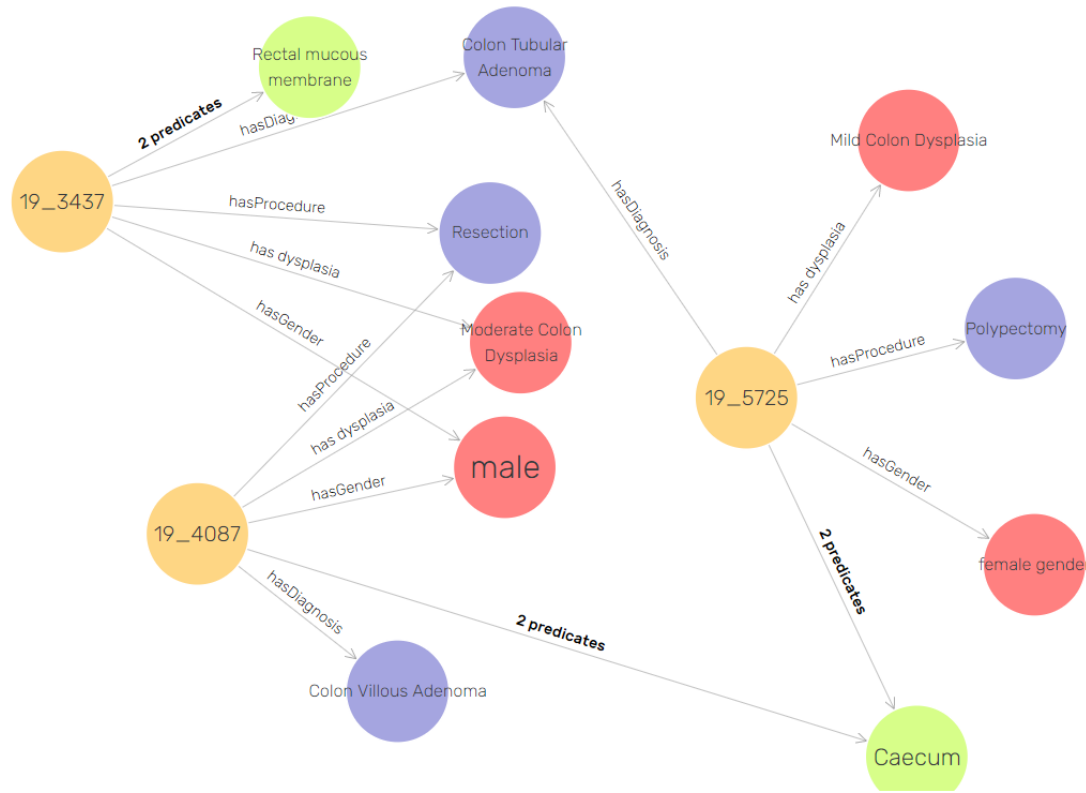 Rectal mucous
membrane
Colon Tubular
Adenoma
2 predicates
hasDiag
Mild Colon Dysplasia
19_3437
hasProcedure
Resection
hasDiagnosis
has dysplasia
has dysplasia
hasGender
Moderate Colon
Dysplasia
Polypectomy
hasProcedure
hasProcedure
19_5725
has dysplasia
male
hasGender
hasGender
19_4087
2 predicates
female gender
hasDiagnosis
2 predicates
Colon Villous Adenoma
Caecum